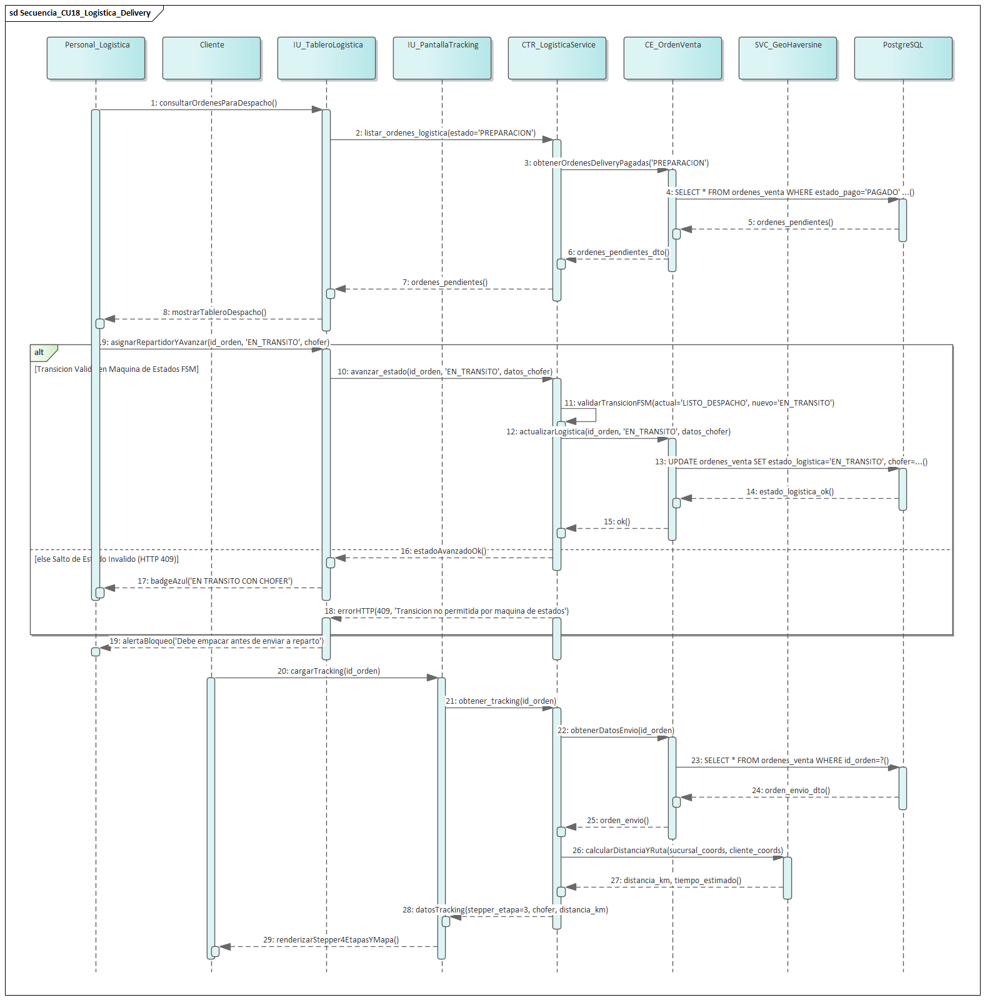 sd Secuencia_CU18_Logistica_Delivery
Personal_Logistica
Cliente
IU_TableroLogistica
IU_PantallaTracking
CTR_LogisticaService
CE_OrdenVenta
SVC_GeoHaversine
PostgreSQL
1: consultarOrdenesParaDespacho()
2: listar_ordenes_logistica(estado='PREPARACION')
3: obtenerOrdenesDeliveryPagadas('PREPARACION')
4: SELECT * FROM ordenes_venta WHERE estado_pago='PAGADO' ...()
5: ordenes_pendientes()
6: ordenes_pendientes_dto()
7: ordenes_pendientes()
8: mostrarTableroDespacho()
9: asignarRepartidorYAvanzar(id_orden, 'EN_TRANSITO', chofer)
alt
[Transicion Valid en Maquina de Estados FSM]
10: avanzar_estado(id_orden, 'EN_TRANSITO', datos_chofer)
11: validarTransicionFSM(actual='LISTO_DESPACHO', nuevo='EN_TRANSITO')
12: actualizarLogistica(id_orden, 'EN_TRANSITO', datos_chofer)
13: UPDATE ordenes_venta SET estado_logistica='EN_TRANSITO', chofer=...()
14: estado_logistica_ok()
15: ok()
16: estadoAvanzadoOk()
[else Salto de Estado Invalido (HTTP 409)]
17: badgeAzul('EN TRANSITO CON CHOFER')
18: errorHTTP(409, 'Transicion no permitida por maquina de estados')
19: alertaBloqueo('Debe empacar antes de enviar a reparto')
20: cargarTracking(id_orden)
21: obtener_tracking(id_orden)
22: obtenerDatosEnvio(id_orden)
23: SELECT * FROM ordenes_venta WHERE id_orden=?()
24: orden_envio_dto()
25: orden_envio()
26: calcularDistanciaYRuta(sucursal_coords, cliente_coords)
27: distancia_km, tiempo_estimado()
28: datosTracking(stepper_etapa=3, chofer, distancia_km)
29: renderizarStepper4EtapasYMapa()